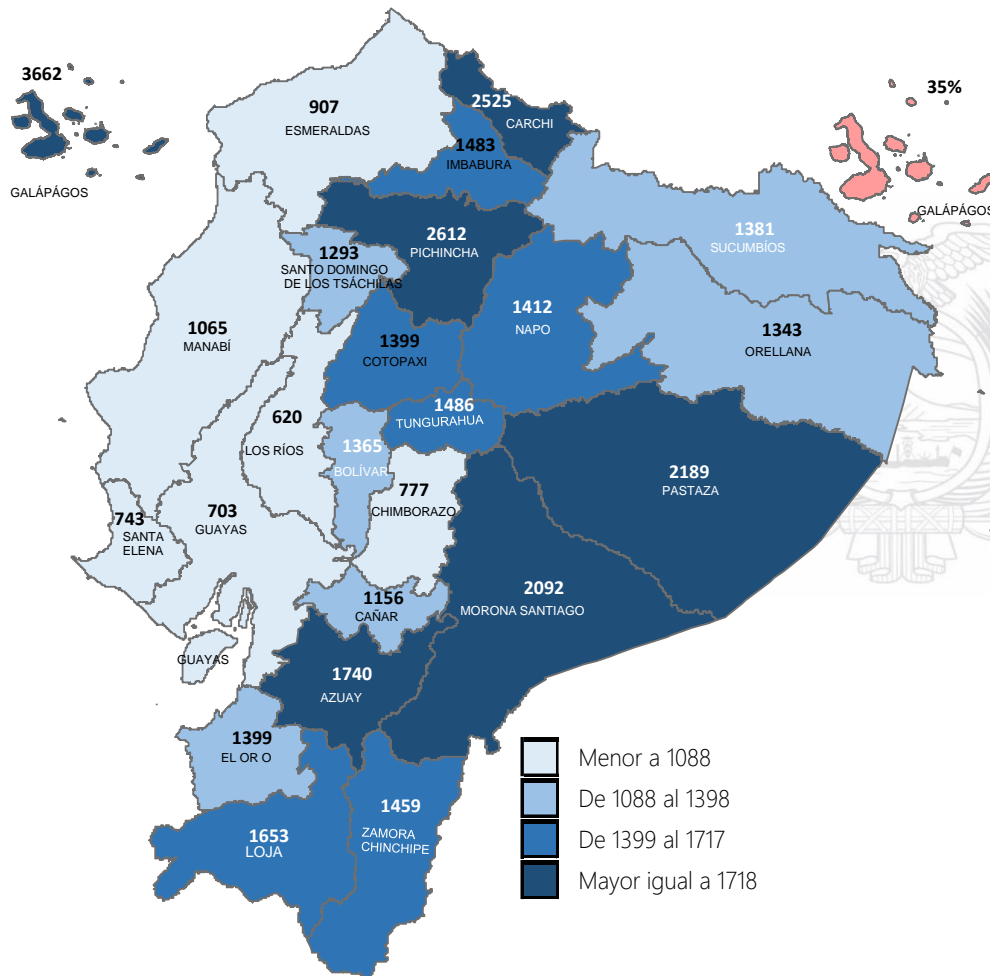 3662
GALÁPÁGOS
35%
GALÁPÁGOS
907
ESMERALDAS
2525
CARCHI
1483
IMBABURA
2612
PICHINCHA
1381
SUCUMBÍOS
1293
SANTO DOMINGO
DE LOS TSÁCHILAS
1412
NAPO
1343
ORELLANA
1065
MANABÍ
1399
COTOPAXI
1486
TUNGURAHUA
620
LOS RÍOS
1365
BOLÍVAR
2189
PASTAZA
777
CHIMBORAZO
743
SANTA
ELENA
703
GUAYAS
2092
MORONA SANTIAGO
1156
CAÑAR
GUAYAS
1740
AZUAY
1399
EL OR O
1459
ZAMORA
CHINCHIPE
1653
LOJA
Menor a 1088
De 1088 al 1398
De 1399 al 1717
Mayor igual a 1718